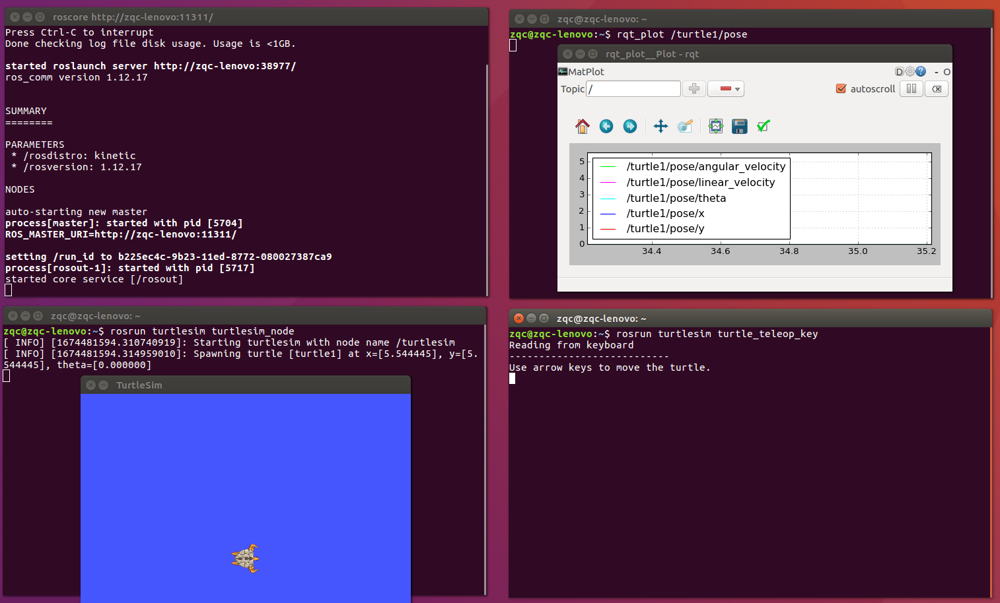 roscore http://zqc-lenovo:11311/
Press Ctrl-C to interrupt
Done checking log file disk usage. Usage is <1GB.
started roslaunch server http://zqc-lenovo:38977/
ros_comm version 1.12.17
SUMMARY
========
PARAMETERS
* /rosdistro: kinetic
* /rosversion: 1.12.17
NODES
auto-starting new master
process[master]: started with pid [5704]
ROS_MASTER_URI=http://zqc-lenovo:11311/
setting /run_id to b225ec4c-9b23-11ed-8772-080027387ca9
process[rosout-1]: started with pid [5717]
started core service [/rosout]
zqc@zqc-lenovo: ~
zqc@zqc-lenovo:~$ rqt_plot /turtle1/pose
rqt_plot__Plot - rqt
MatPlot
D ? - O
Topic /
autoscroll
5
4
3
2
1
0
/turtle1/pose/angular_velocity
/turtle1/pose/linear_velocity
/turtle1/pose/theta
/turtle1/pose/x
/turtle1/pose/y
34.4 34.6 34.8 35.0 35.2
zqc@zqc-lenovo: ~
zqc@zqc-lenovo:~$ rosrun turtlesim turtlesim_node
[ INFO] [1674481594.310740919]: Starting turtlesim with node name /turtlesim
[ INFO] [1674481594.314959010]: Spawning turtle [turtle1] at x=[5.544445], y=[5.
544445], theta=[0.000000]
TurtleSim
zqc@zqc-lenovo: ~
zqc@zqc-lenovo:~$ rosrun turtlesim turtle_teleop_key
Reading from keyboard
---------------------------
Use arrow keys to move the turtle.